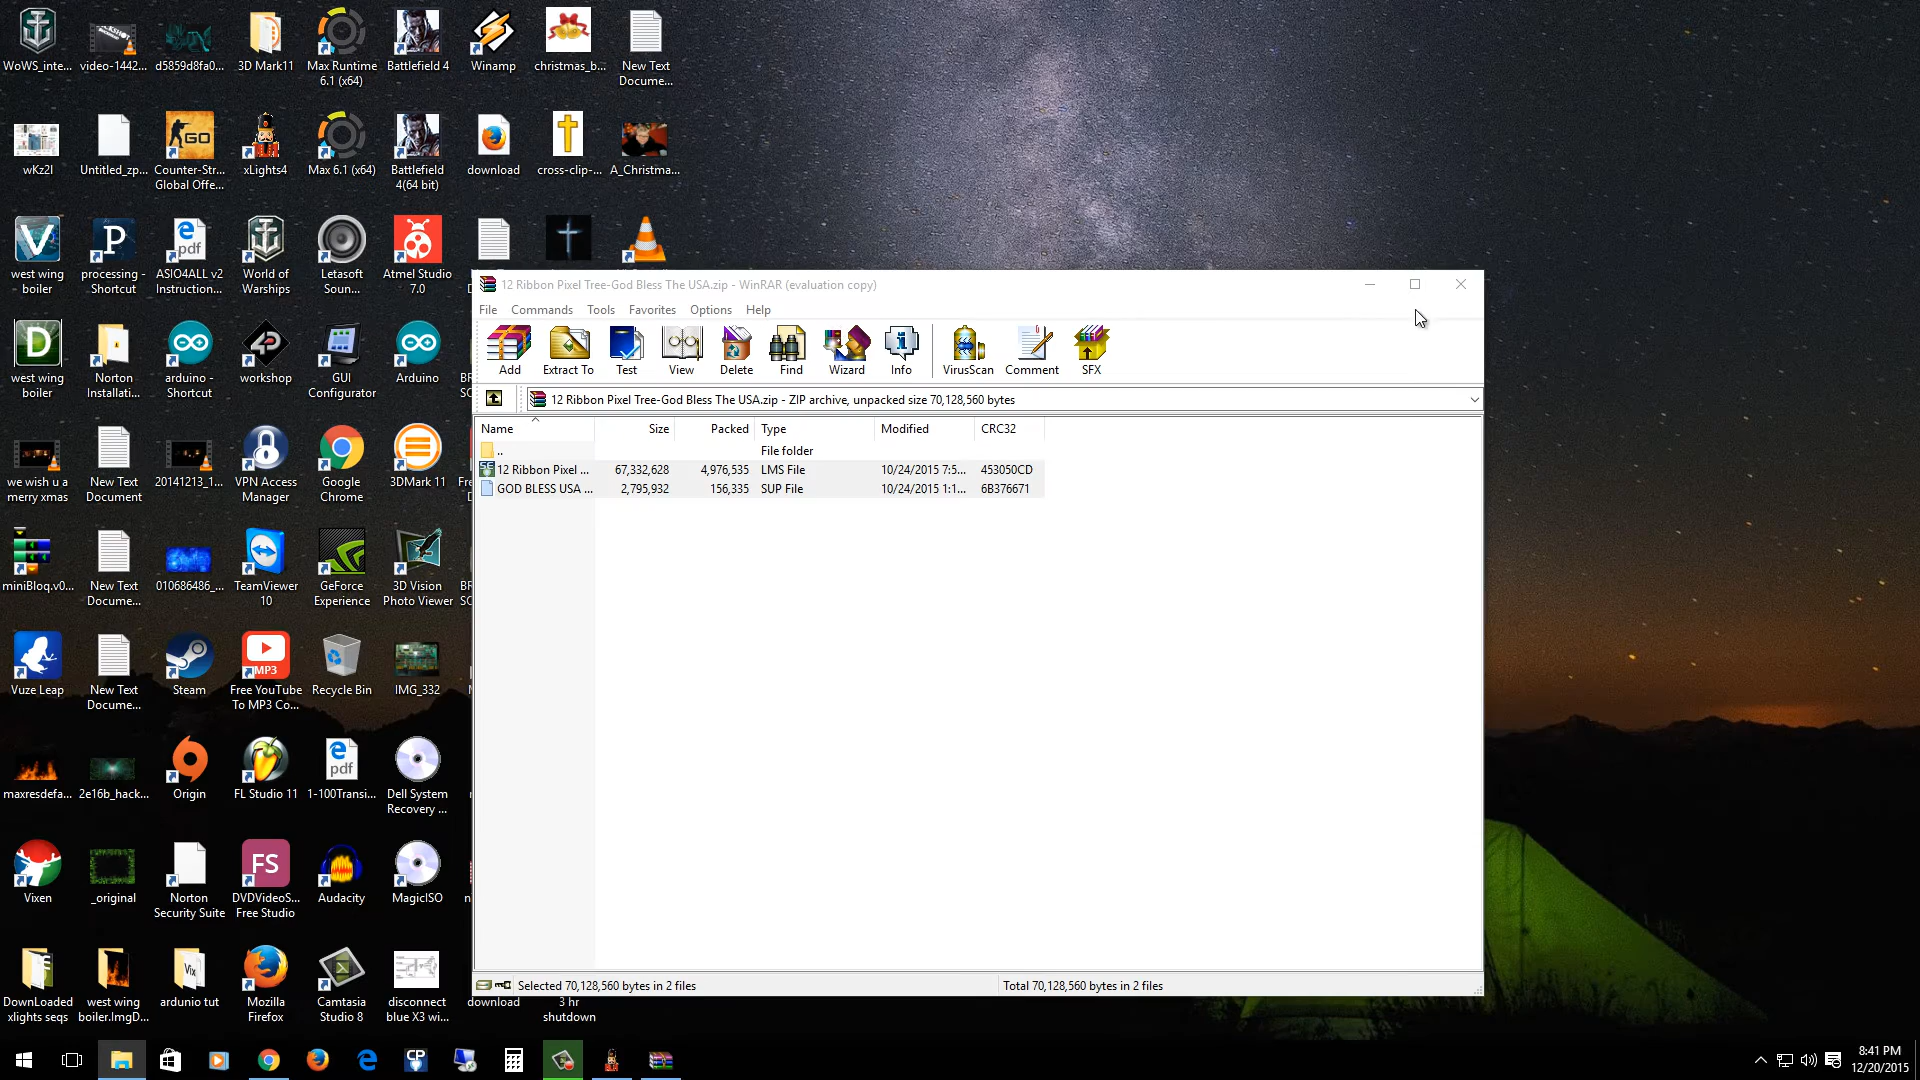 WoWS_inte...
video-1442...
d5859d8fa0...
3D Mark11
Max Runtime
6.1 (x64)
Battlefield 4
Winamp
christmas_b...
New Text
Docume...
wKz2l
Untitled_zp...
Counter-Str...
Global Offe...
xLights4
Max 6.1 (x64)
Battlefield
4(64 bit)
download
cross-clip-...
A_Christma...
west wing
boiler
processing -
Shortcut
ASIO4ALL v2
Instruction...
World of
Warships
Letasoft
Soun...
Atmel Studio
7.0
west wing
boiler
Norton
Installati...
arduino -
Shortcut
workshop
GUI
Configurator
Arduino
we wish u a
merry xmas
New Text
Document
20141213_1...
VPN Access
Manager
Google
Chrome
3DMark 11
miniBloq.v0...
New Text
Docume...
010686486_...
TeamViewer
10
GeForce
Experience
3D Vision
Photo Viewer
Vuze Leap
New Text
Docume...
Steam
Free YouTube
To MP3 Co...
Recycle Bin
IMG_332
maxresdefa...
2e16b_hack...
Origin
FL Studio 11
1-100Transi...
Dell System
Recovery ...
Vixen
_original
Norton
Security Suite
DVDVideoS...
Free Studio
Audacity
MagicISO
DownLoaded
xlights seqs
west wing
boiler.ImgD...
ardunio tut
Mozilla
Firefox
Camtasia
Studio 8
disconnect
blue X3 wi...
download
3 hr
shutdown
12 Ribbon Pixel Tree-God Bless The USA.zip - WinRAR (evaluation copy)
File Commands Tools Favorites Options Help
Add Extract To Test View Delete Find Wizard Info VirusScan Comment SFX
12 Ribbon Pixel Tree-God Bless The USA.zip - ZIP archive, unpacked size 70,128,560 bytes
Name Size Packed Type Modified CRC32
.. File folder
12 Ribbon Pixel ... 67,332,628 4,976,535 LMS File 10/24/2015 7:5... 453050CD
GOD BLESS USA ... 2,795,932 156,335 SUP File 10/24/2015 1:1... 6B376671
Selected 70,128,560 bytes in 2 files
Total 70,128,560 bytes in 2 files
8:41 PM
12/20/2015